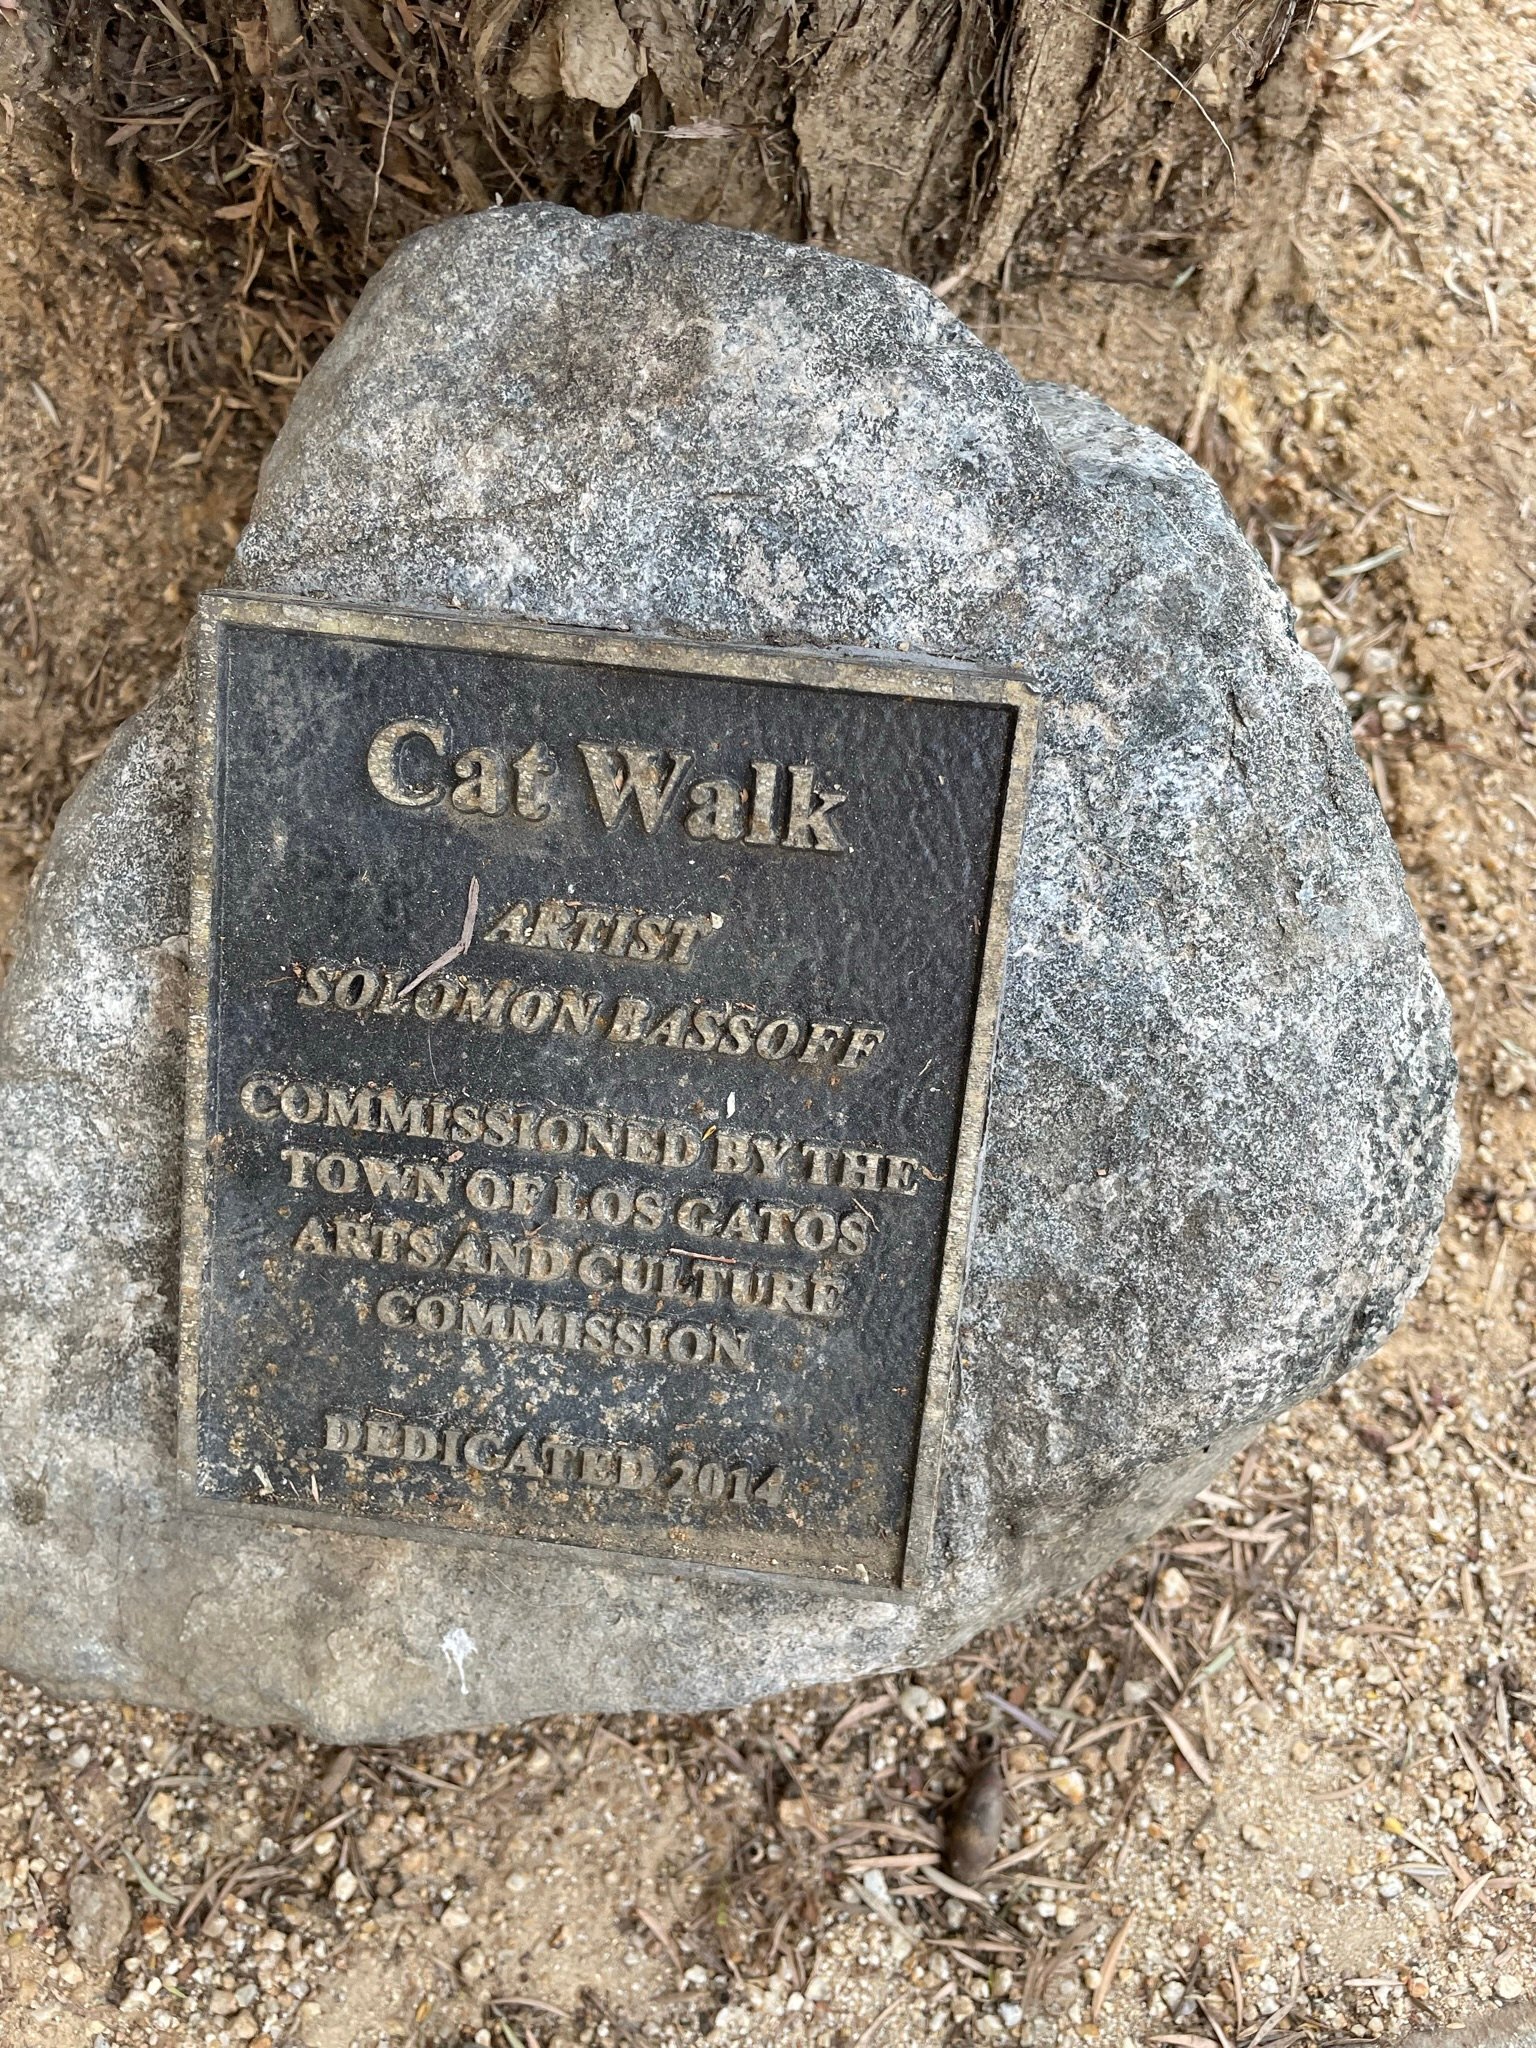 Cat Walk
ARTIST
SOLOMON BASSOFF
COMMISSIONED BY THE
TOWN OF LOS GATOS
ARTS AND CULTURE
COMMISSION
DEDICATED 2014